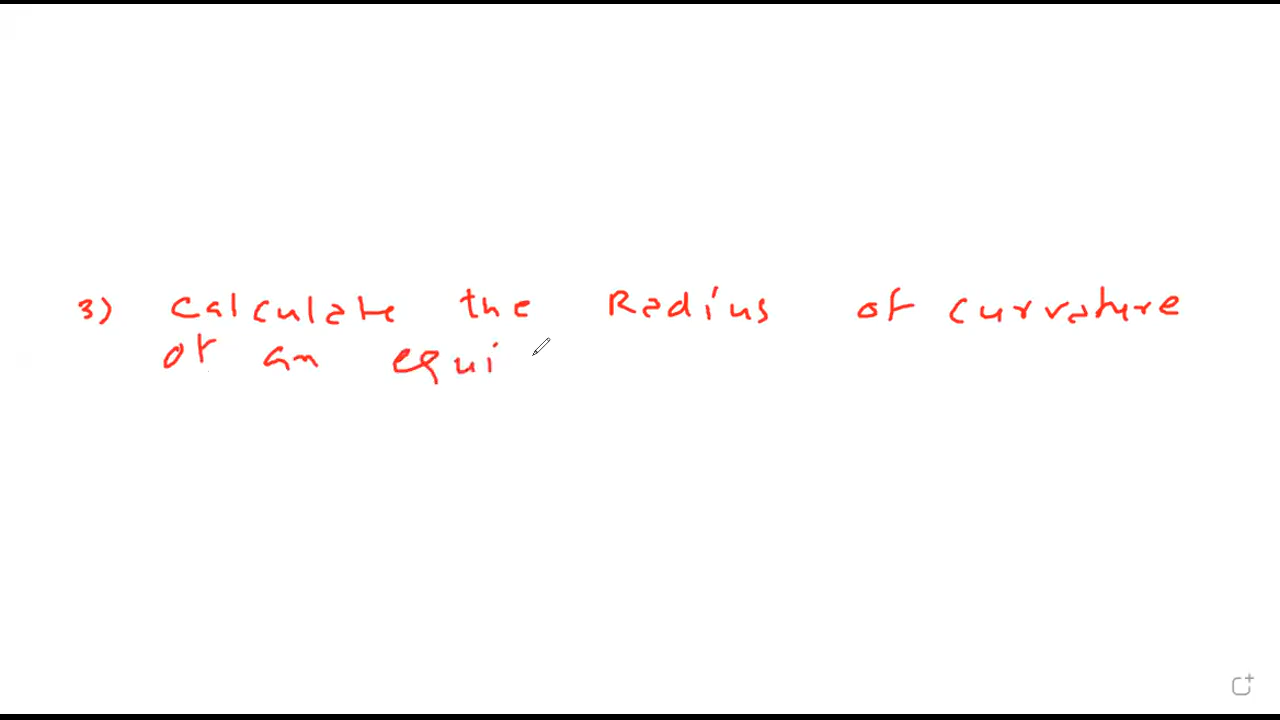 3) Calculate the Radius of curvature
of an equi